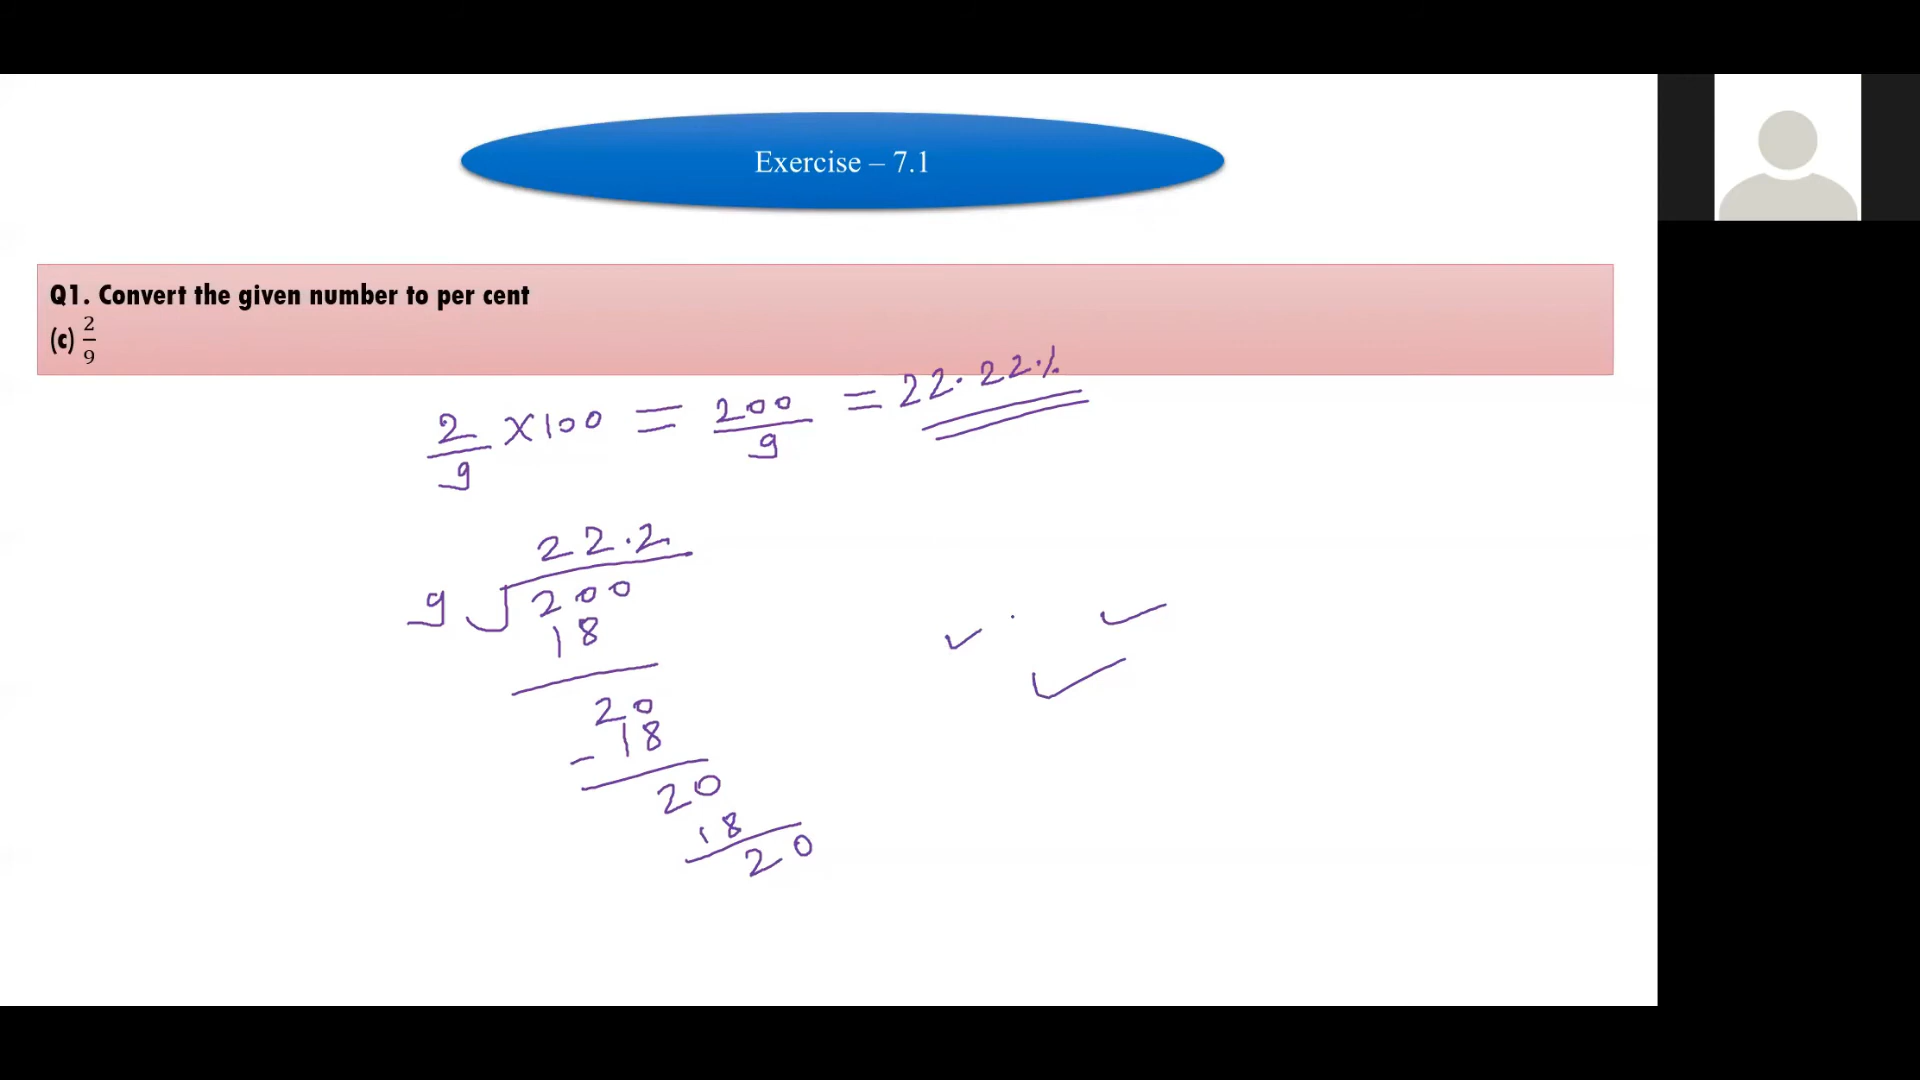 Exercise – 7.1
Q1. Convert the given number to per cent
(c) 2/9
2/9 ×100 = 200/9 = 22.22%
22.2
9 200
18
20
- 18
20
18
20